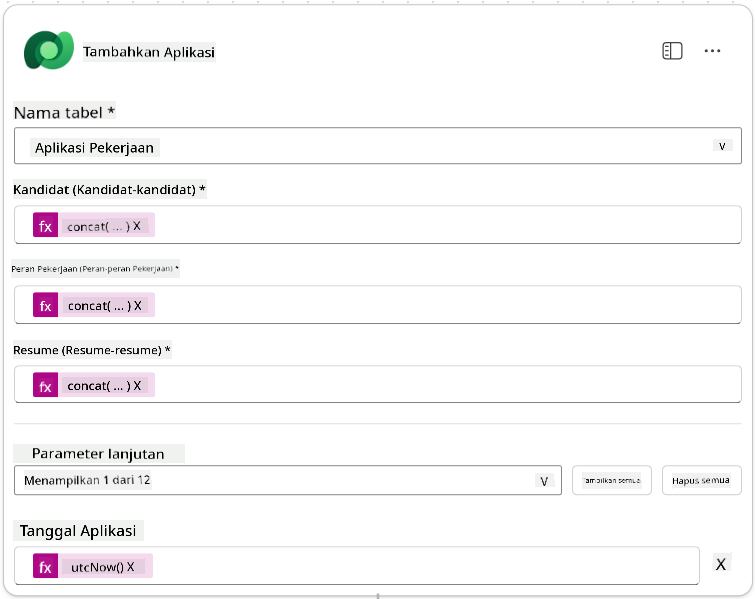 Tambahkan Aplikasi
Nama tabel *
Aplikasi Pekerjaan
Kandidat (Kandidat-kandidat) *
fx concat( ... ) X
Peran Pekerjaan (Peran-peran Pekerjaan) *
fx concat( ... ) X
Resume (Resume-resume) *
fx concat( ... ) X
Parameter lanjutan
Menampilkan 1 dari 12 V Tampilkan semua Hapus semua
Tanggal Aplikasi
fx utcNow() X X